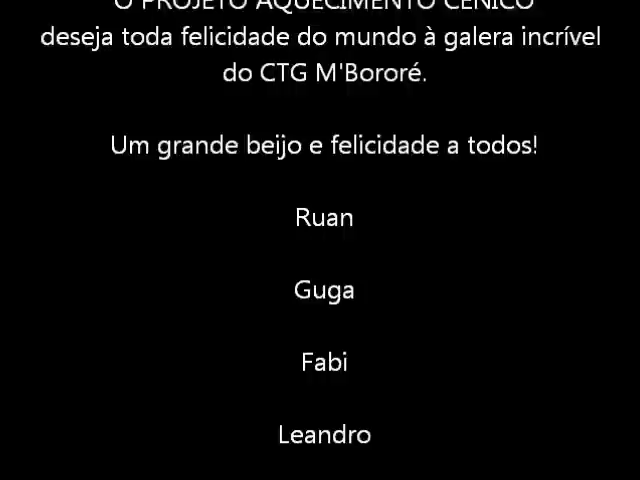 O PROJETO AQUECIMENTO CÊNICO
deseja toda felicidade do mundo à galera incrível
do CTG M'Bororé.
Um grande beijo e felicidade a todos!
Ruan
Guga
Fabi
Leandro